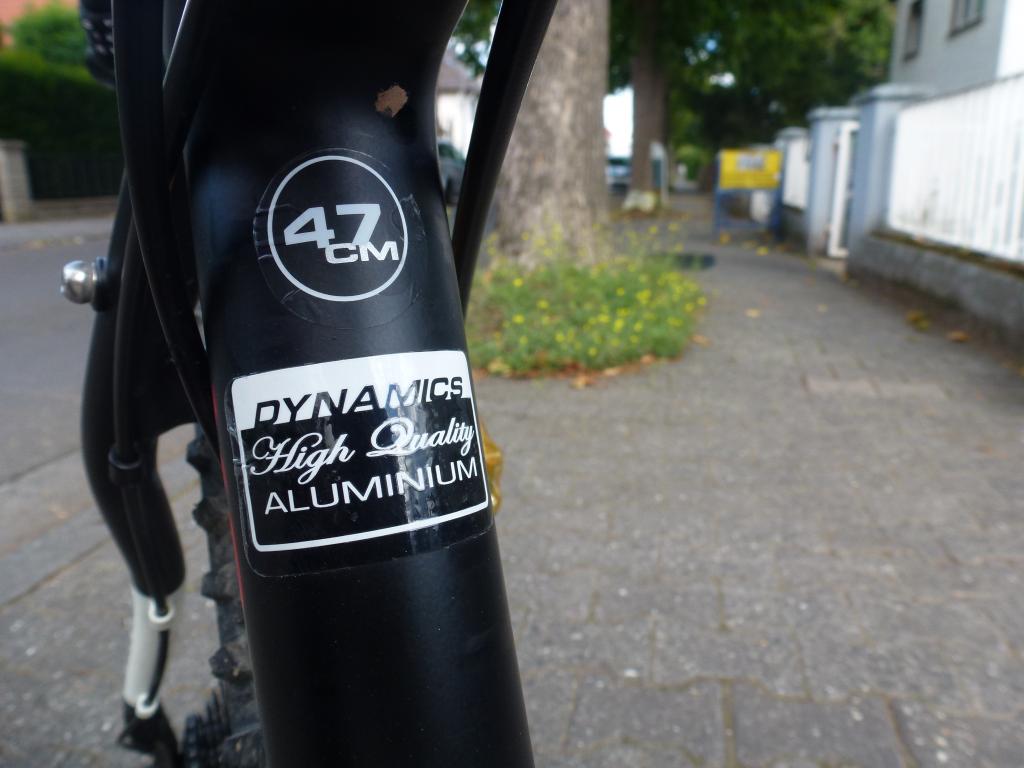 47
CM
DYNAMICS
High Quality
ALUMINIUM